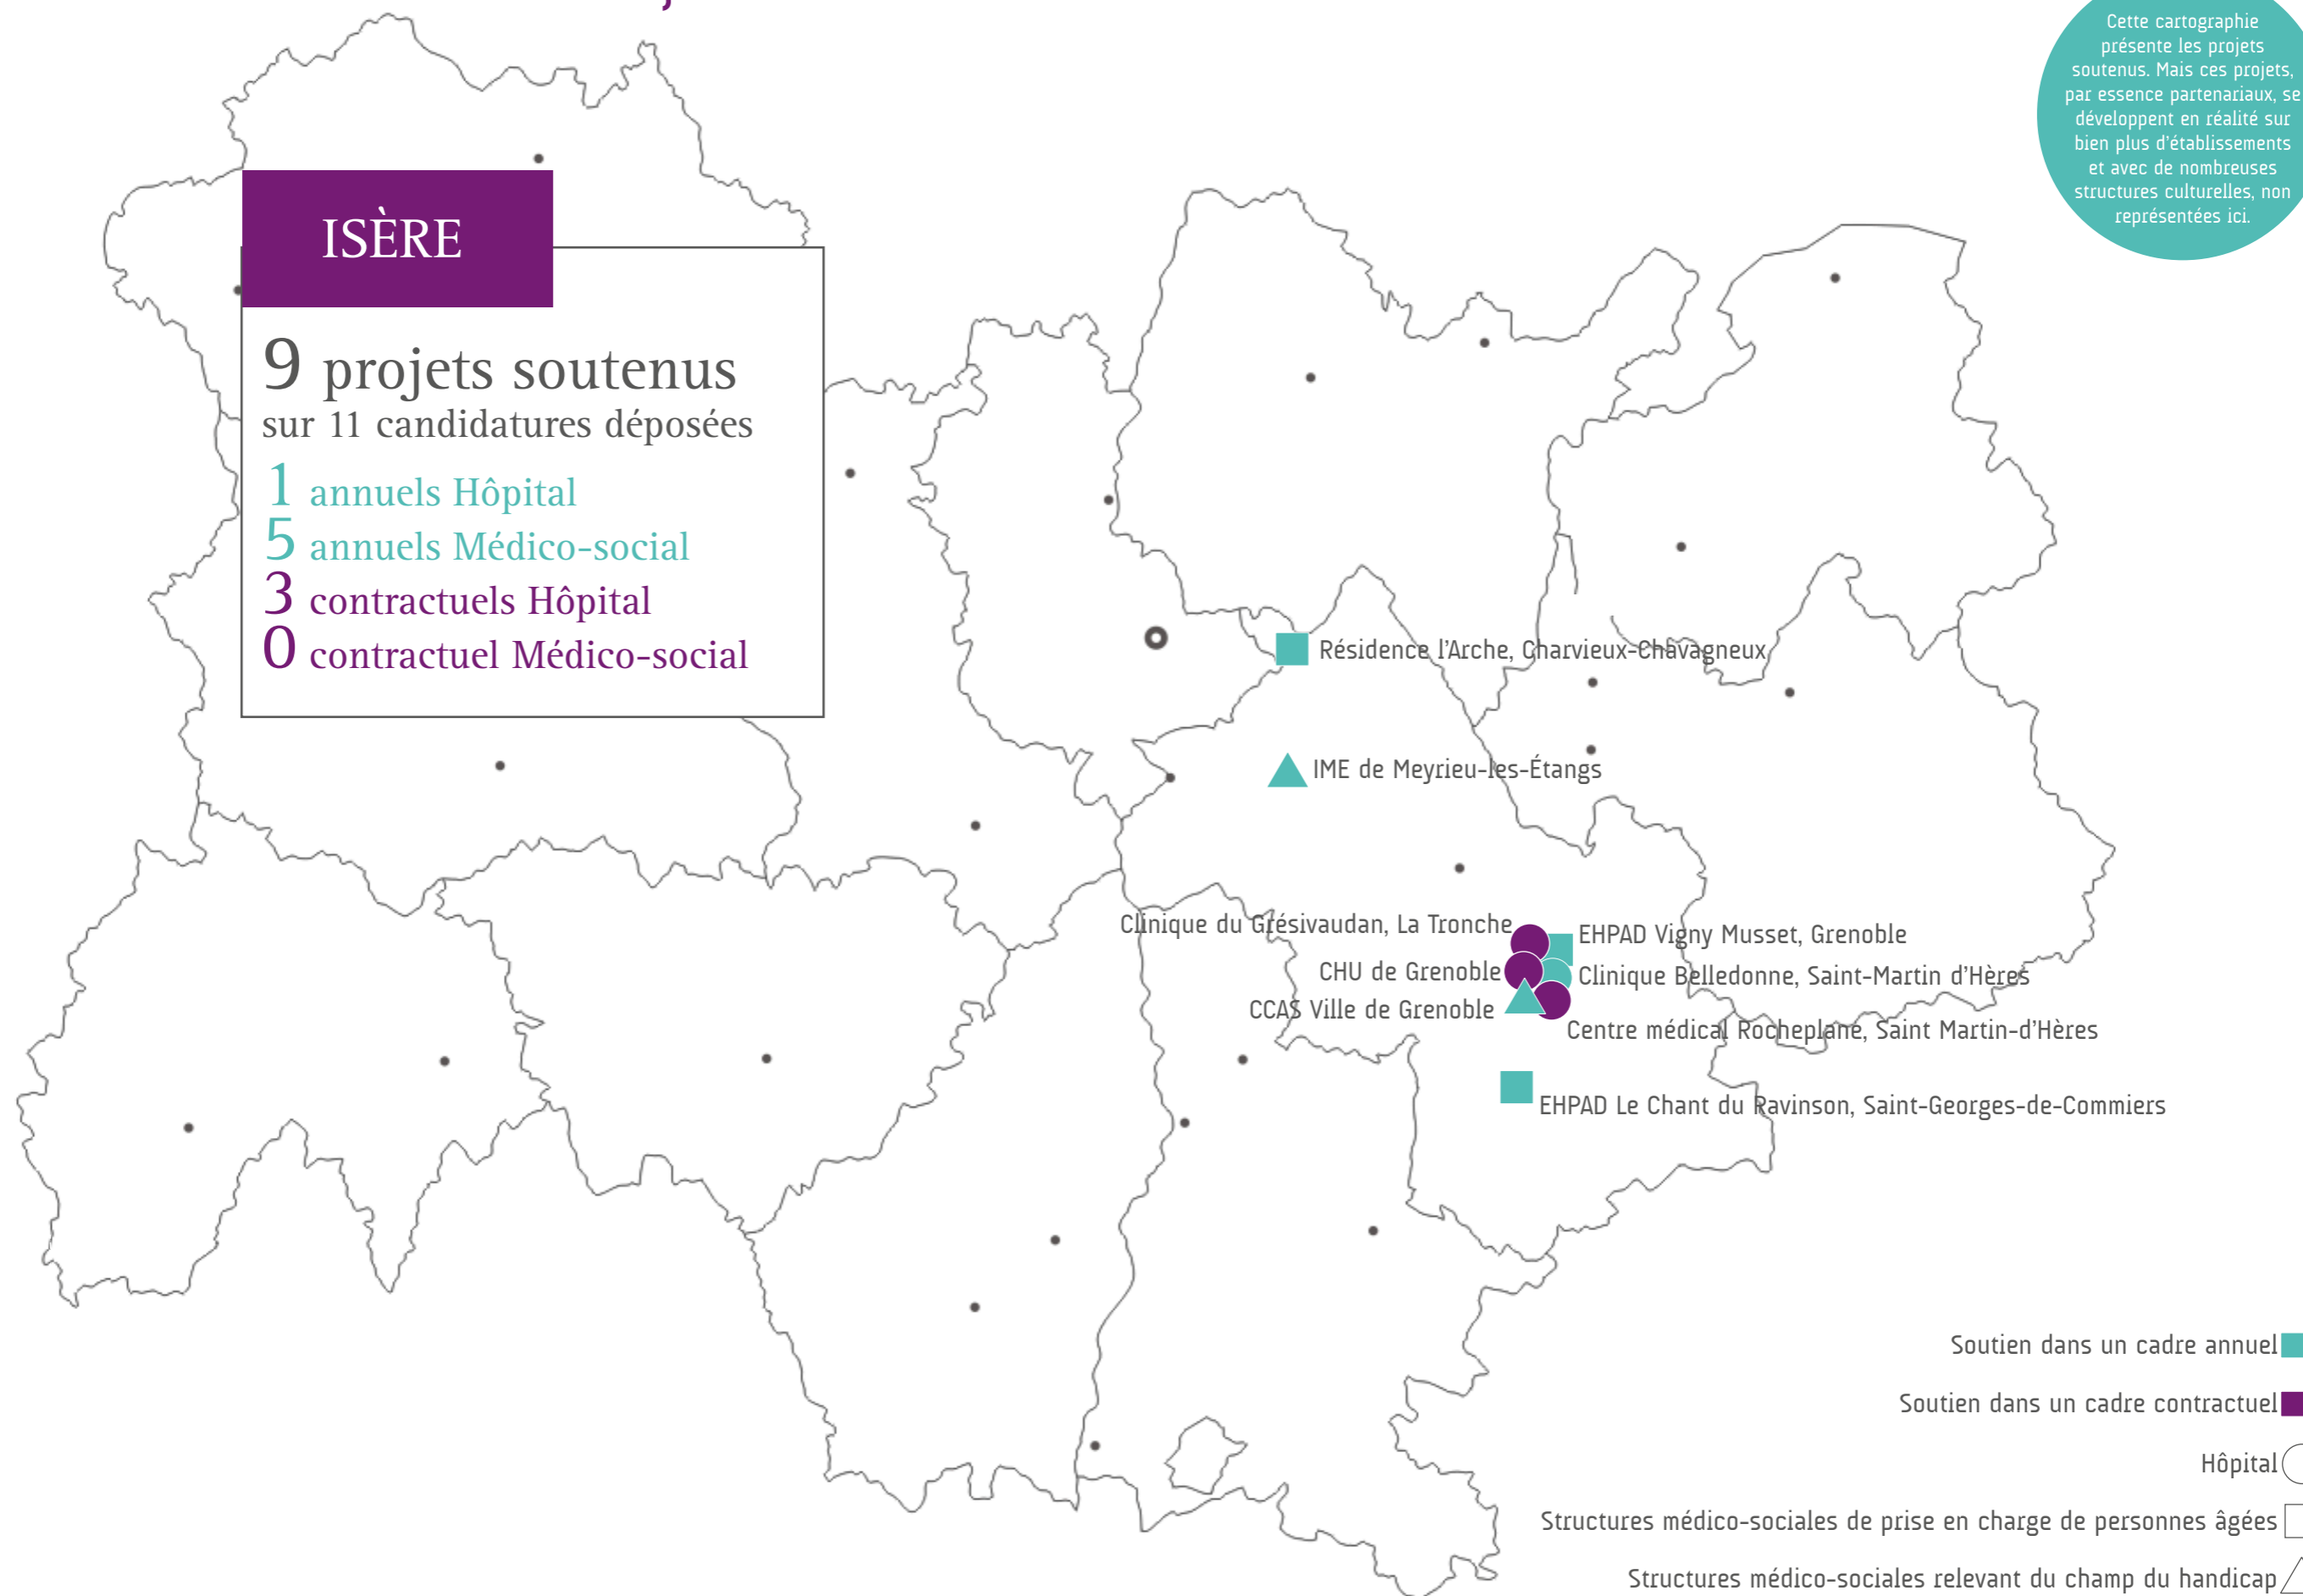 Cette cartographie
présente les projets
soutenus. Mais ces projets,
par essence partenariaux, se
développent en réalité sur
bien plus d'établissements
et avec de nombreuses
structures culturelles, non
représentées ici.
ISÈRE
9 projets soutenus
sur 11 candidatures déposées
1 annuels Hôpital
5 annuels Médico-social
3 contractuels Hôpital
0 contractuel Médico-social
Résidence l'Arche, Charvieux-Chavagneux
IME de Meyrieu-les-Étangs
Clinique du Grésivaudan, La Tronche
EHPAD Vigny Musset, Grenoble
CHU de Grenoble
Clinique Belledonne, Saint-Martin d'Hères
CCAS Ville de Grenoble
Centre médical Rocheplane, Saint Martin-d'Hères
EHPAD Le Chant du Ravinson, Saint-Georges-de-Commiers
Soutien dans un cadre annuel
Soutien dans un cadre contractuel
Hôpital
Structures médico-sociales de prise en charge de personnes âgées
Structures médico-sociales relevant du champ du handicap